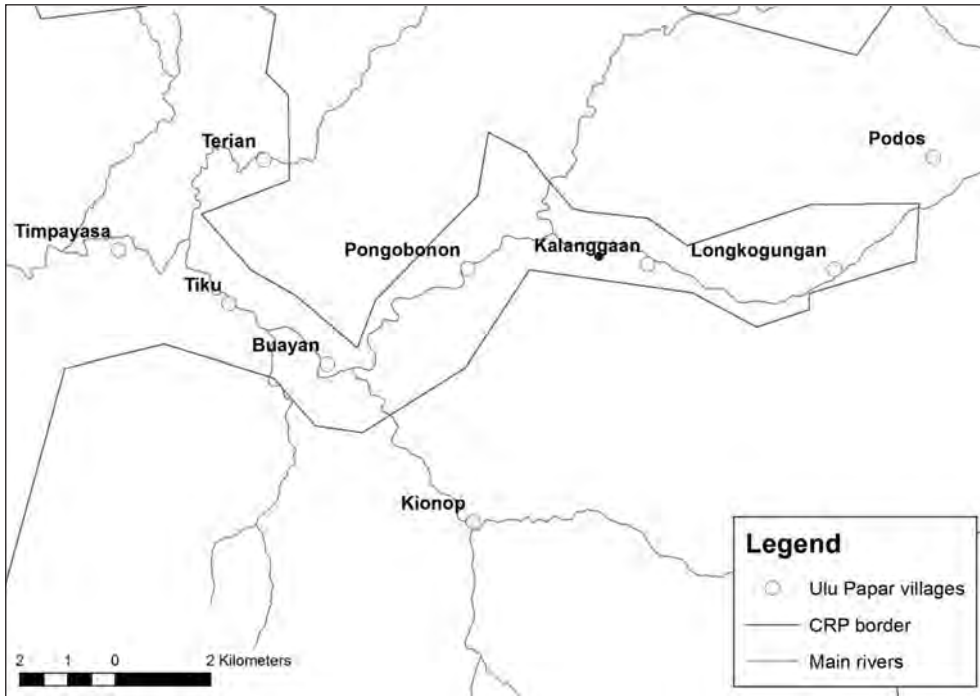 Terian
Podos
Timpayasa
Pongobonon
Kalanggaan
Longkogungan
Tiku
Buayan
Kionop
Legend
Ulu Papar villages
CRP border
Main rivers
2 1 0 2 Kilometers